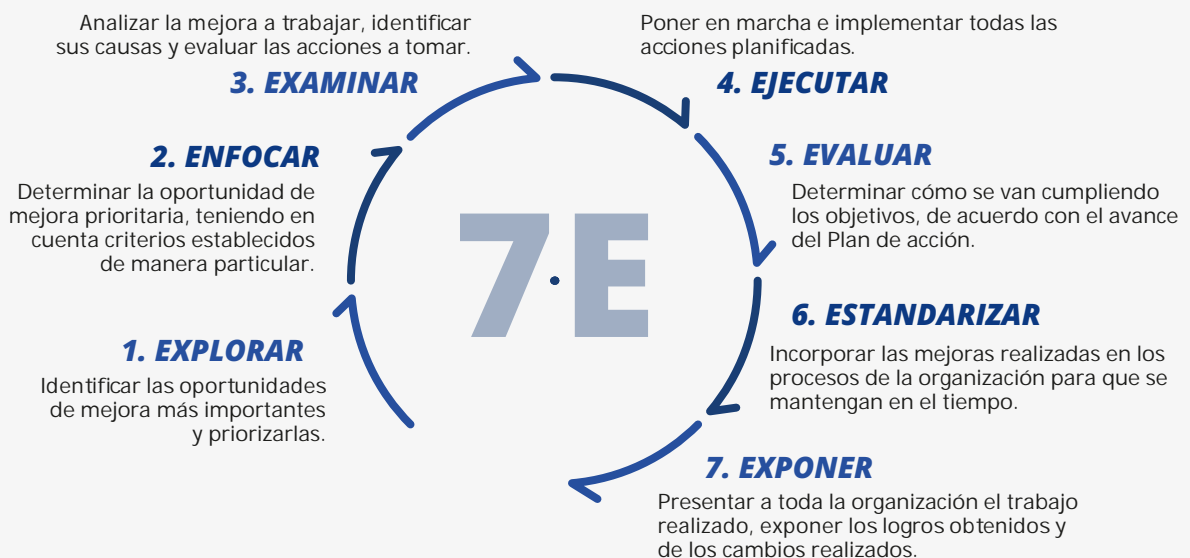 Analizar la mejora a trabajar, identificar
sus causas y evaluar las acciones a tomar.
3. EXAMINAR
Poner en marcha e implementar todas las
acciones planificadas.
4. EJECUTAR
2. ENFOCAR
Determinar la oportunidad de
mejora prioritaria, teniendo en
cuenta criterios establecidos
de manera particular.
5. EVALUAR
Determinar cómo se van cumpliendo
los objetivos, de acuerdo con el avance
del Plan de acción.
7·E
1. EXPLORAR
Identificar las oportunidades
de mejora más importantes
y priorizarlas.
6. ESTANDARIZAR
Incorporar las mejoras realizadas en los
procesos de la organización para que se
mantengan en el tiempo.
7. EXPONER
Presentar a toda la organización el trabajo
realizado, exponer los logros obtenidos y
de los cambios realizados.